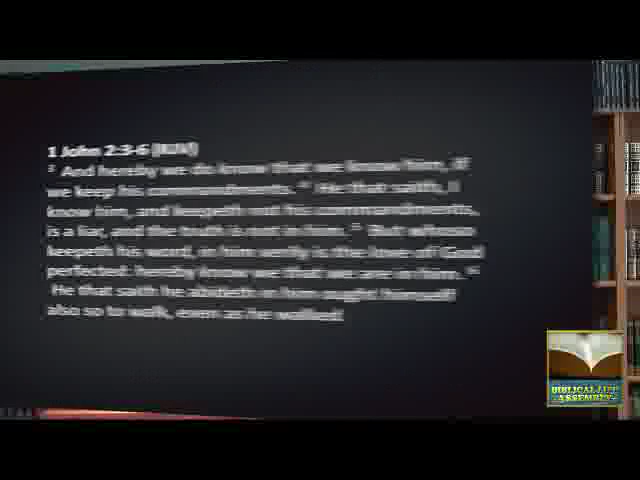 1 John 2:3-6 [KJV]
3 And hereby we do know that we know him, if
we keep his commandments. 4 He that saith, I
know him, and keepeth not his commandments,
is a liar, and the truth is not in him. 5 But whoso
keepeth his word, in him verily is the love of God
perfected: hereby know we that we are in him. 6
He that saith he abideth in him ought himself
also so to walk, even as he walked
BIBLICAL LIFE
ASSEMBLY